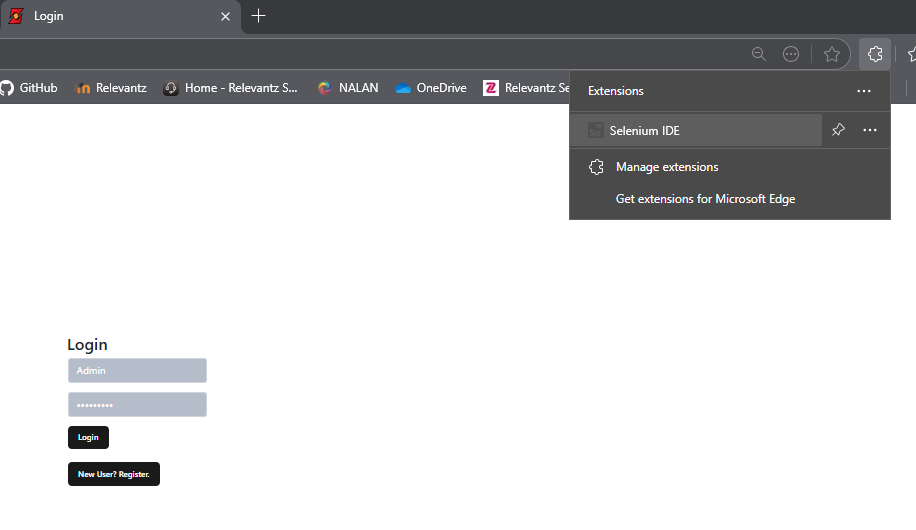 Login
GitHub
Relevantz
Home - Relevantz S...
NALAN
OneDrive
Relevantz Se
Extensions
Selenium IDE
Manage extensions
Get extensions for Microsoft Edge
Login
Admin
•••••••••
Login
New User? Register.